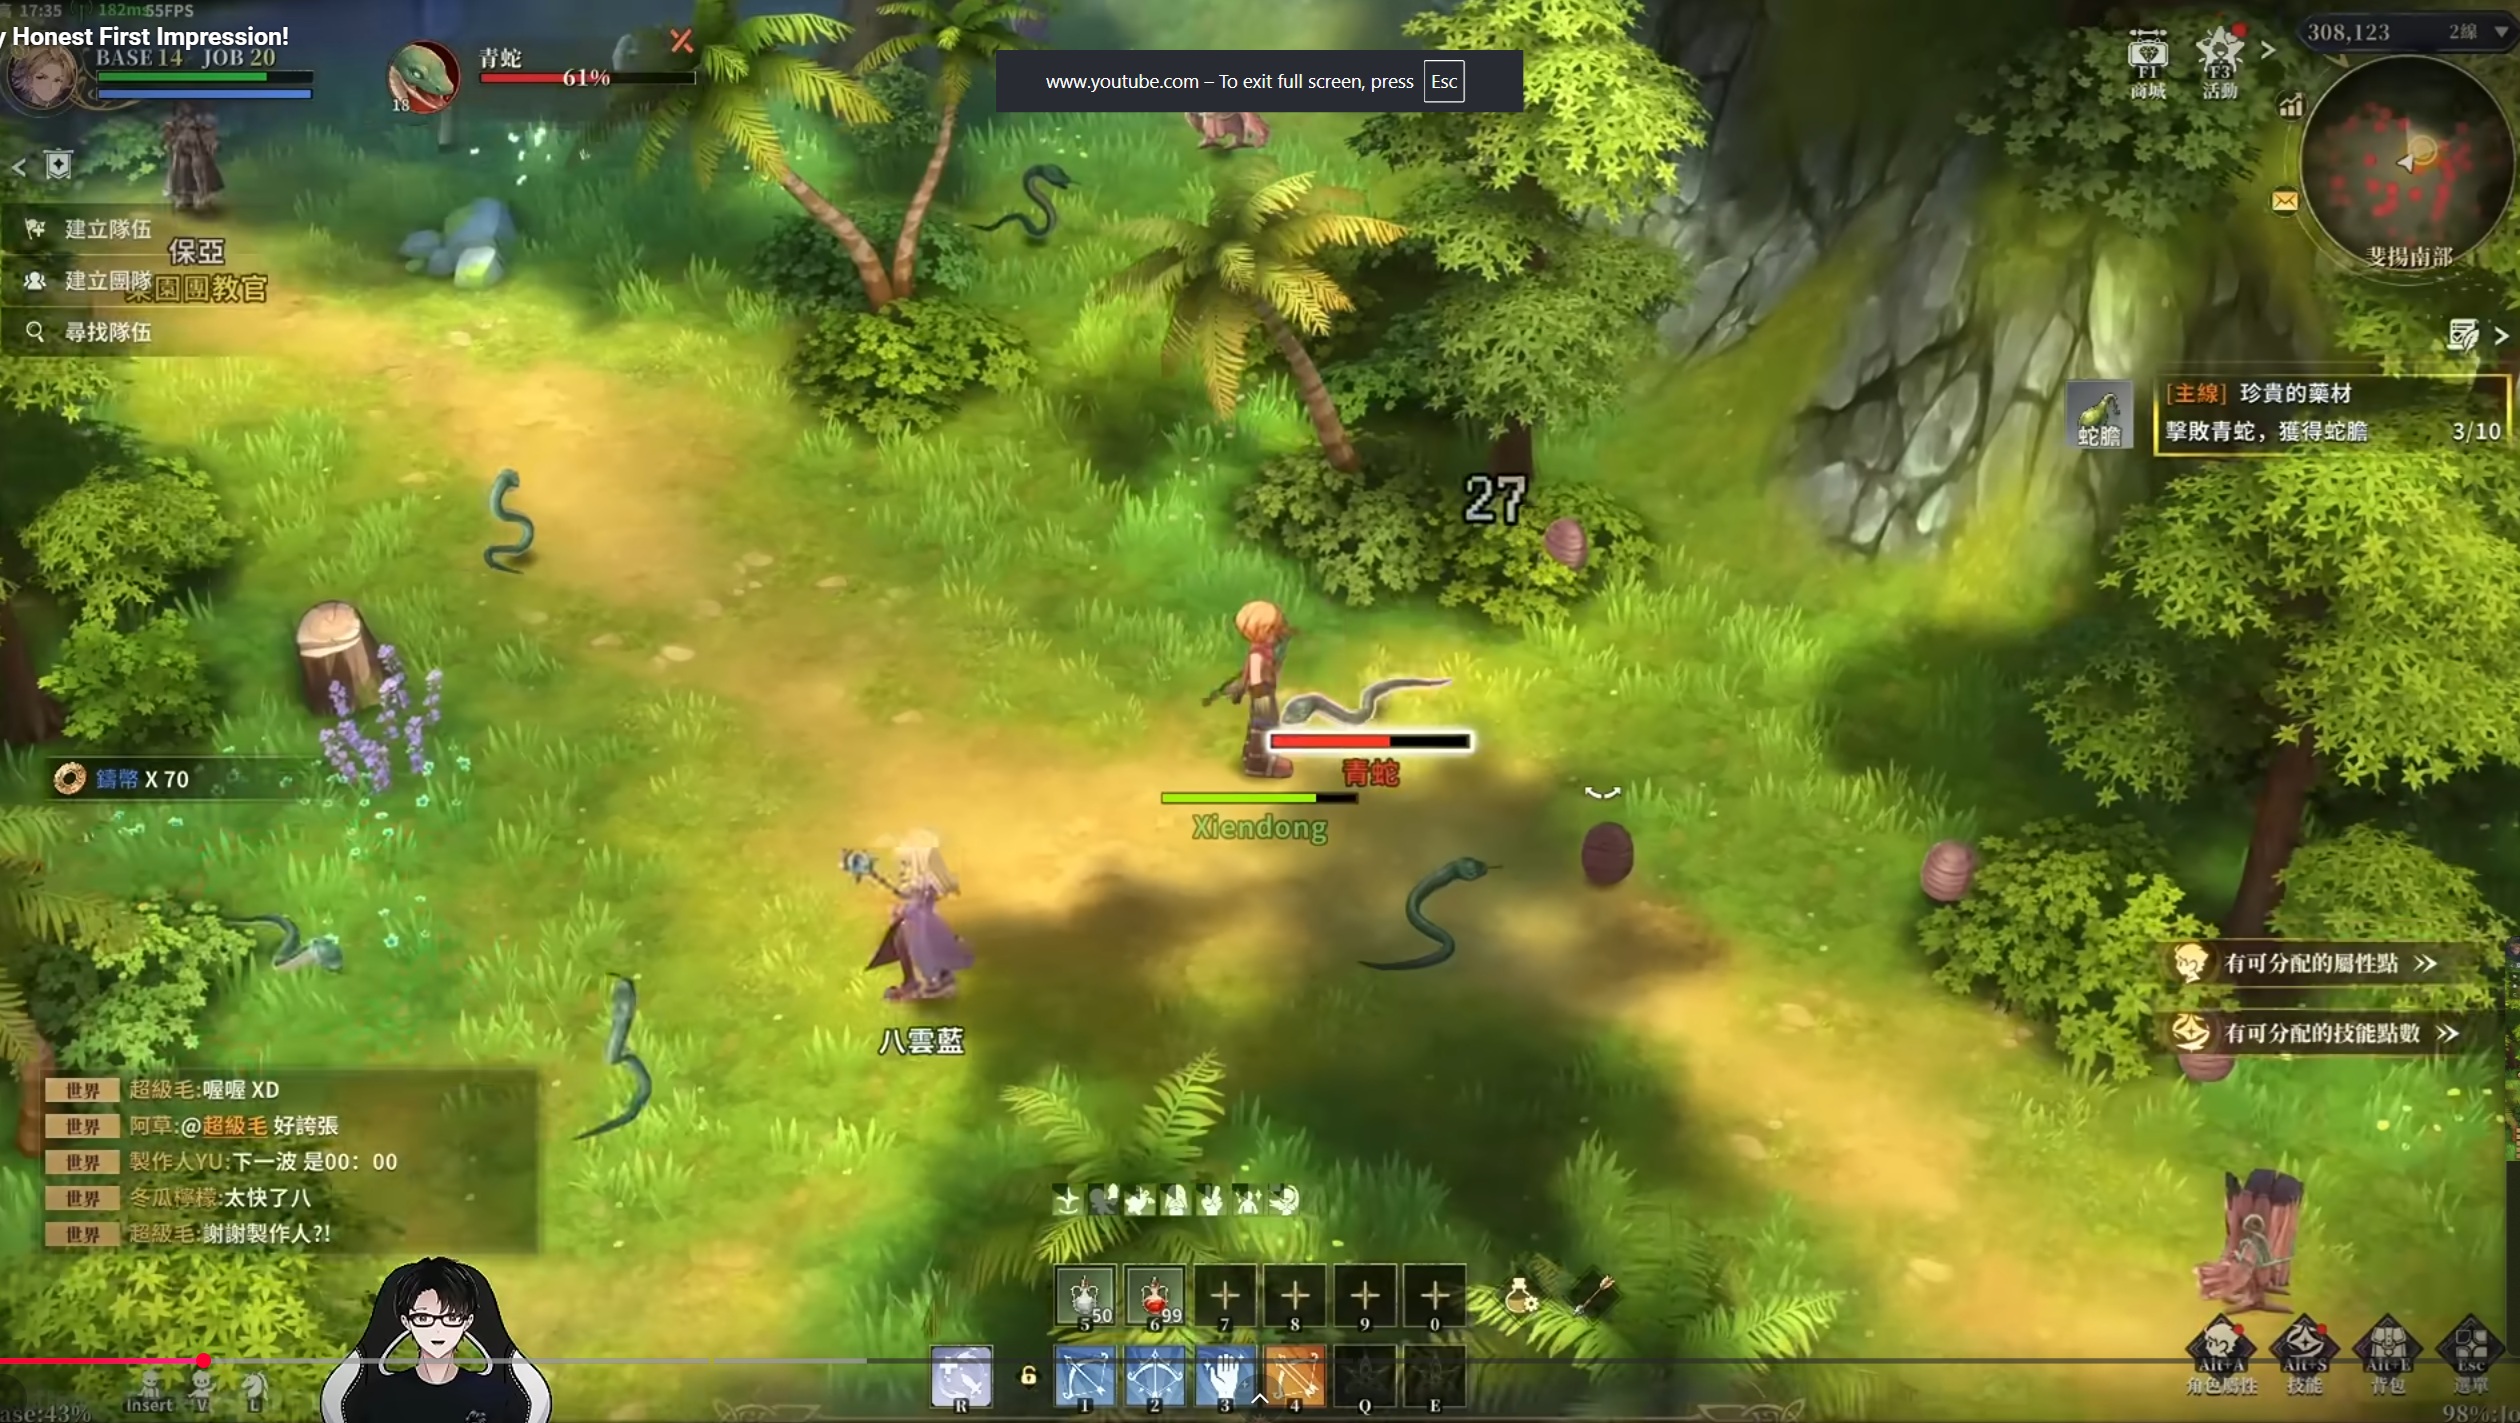 17:35
182ms
55FPS
y Honest First Impression!
BASE 14 JOB 20
18
青蛇
61%
www.youtube.com – To exit full screen, press Esc
F1
商城
F3
活動
308,123
2線
斐揚南部
建立隊伍
建立團隊
尋找隊伍
保亞
園團教官
[主線] 珍貴的藥材
擊敗青蛇，獲得蛇膽 3/10
蛇膽
27
青蛇
Xiendong
鑄幣 X 70
八雲藍
有可分配的屬性點
有可分配的技能點數
世界 超級毛:喔喔 XD
世界 阿草:@超級毛 好誇張
世界 製作人YU:下一波 是00：00
世界 冬瓜檸檬:太快了八
世界 超級毛:謝謝製作人?!
50
5
99
6
7
8
9
0
R
1
2
3
4
Q
E
Insert
V
L
ase:43%
Alt+A
角色屬性
Alt+S
技能
Alt+E
背包
Esc
選單
98%